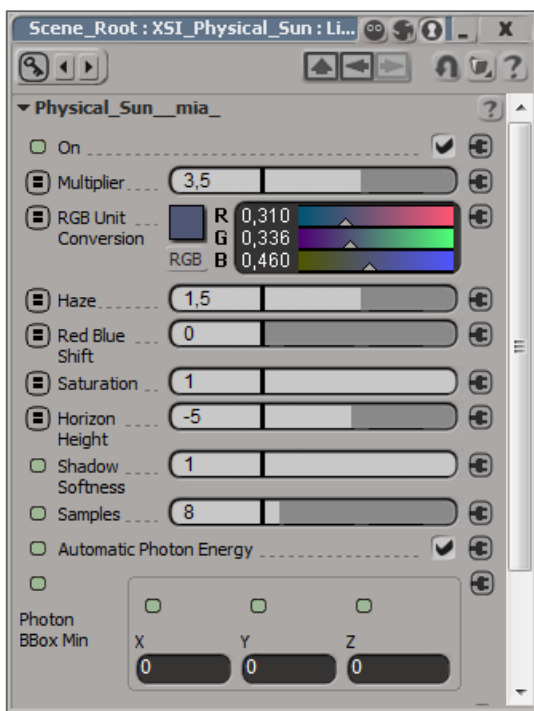 Scene_Root : XSI_Physical_Sun : Li...
Physical_Sun__mia_
?
On
Multiplier 3,5
RGB Unit Conversion
R 0,310
G 0,336
RGB B 0,460
Haze 1,5
Red Blue Shift 0
Saturation 1
Horizon Height -5
Shadow Softness 1
Samples 8
Automatic Photon Energy
Photon BBox Min
X Y Z
0 0 0